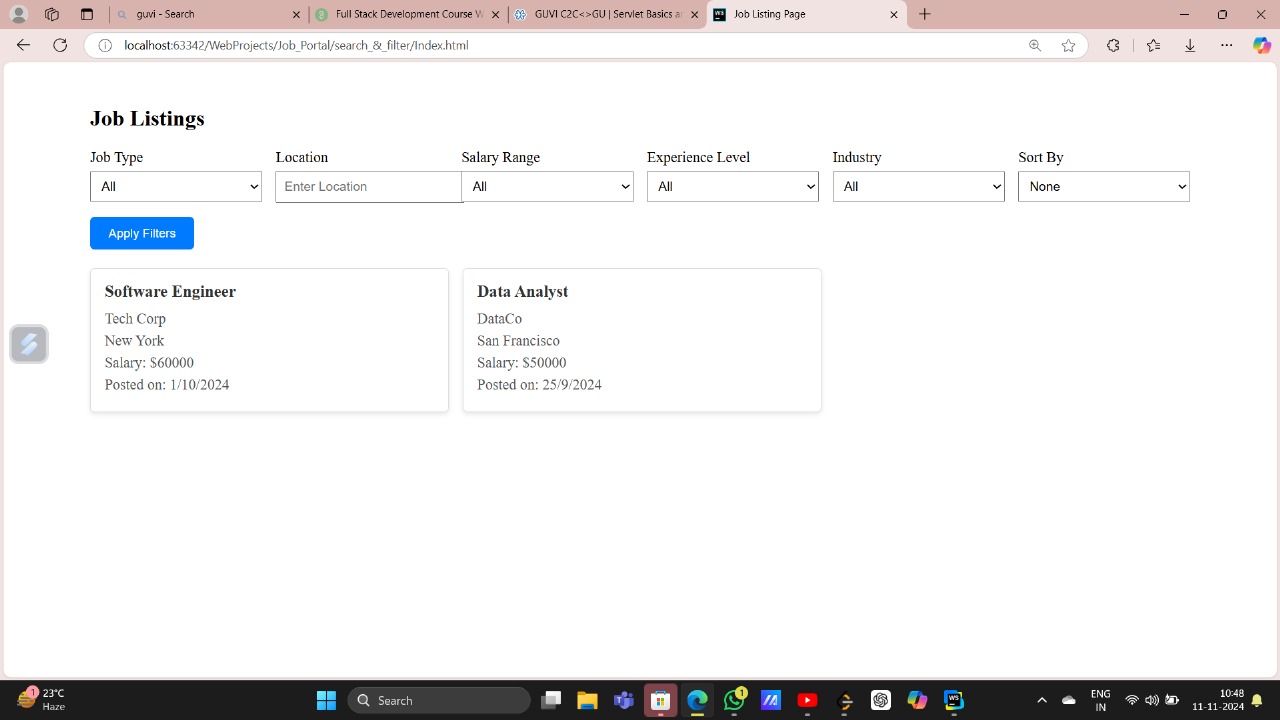 guvi - Search
Full Stack Development Course W
GUVI C2C<>GU | Servlet Basics a
WS
Job Listing Page
localhost:63342/WebProjects/Job_Portal/search_&_filter/Index.html
Job Listings
Job Type Location Salary Range Experience Level Industry Sort By
All Enter Location All All All None
Apply Filters
Software Engineer
Tech Corp
New York
Salary: $60000
Posted on: 1/10/2024
Data Analyst
DataCo
San Francisco
Salary: $50000
Posted on: 25/9/2024
1
23°C
Haze
Search
1
WS
ENG
IN
10:48
11-11-2024